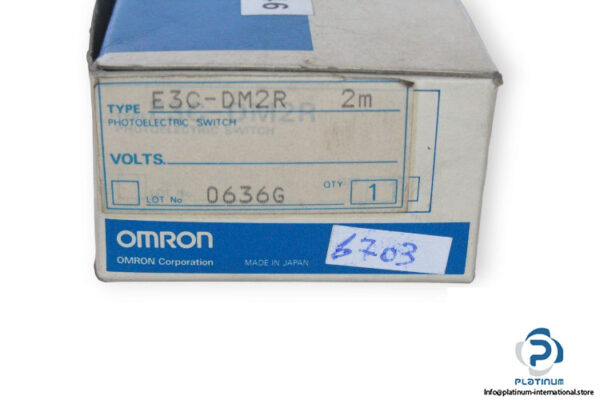 TYPE E3C-DM2R 2m
PHOTOELECTRIC SWITCH
VOLTS.
LOT No 0636G QTY 1
OMRON
OMRON Corporation MADE IN JAPAN
6703
PLATINUM
Info@platinum-international.store